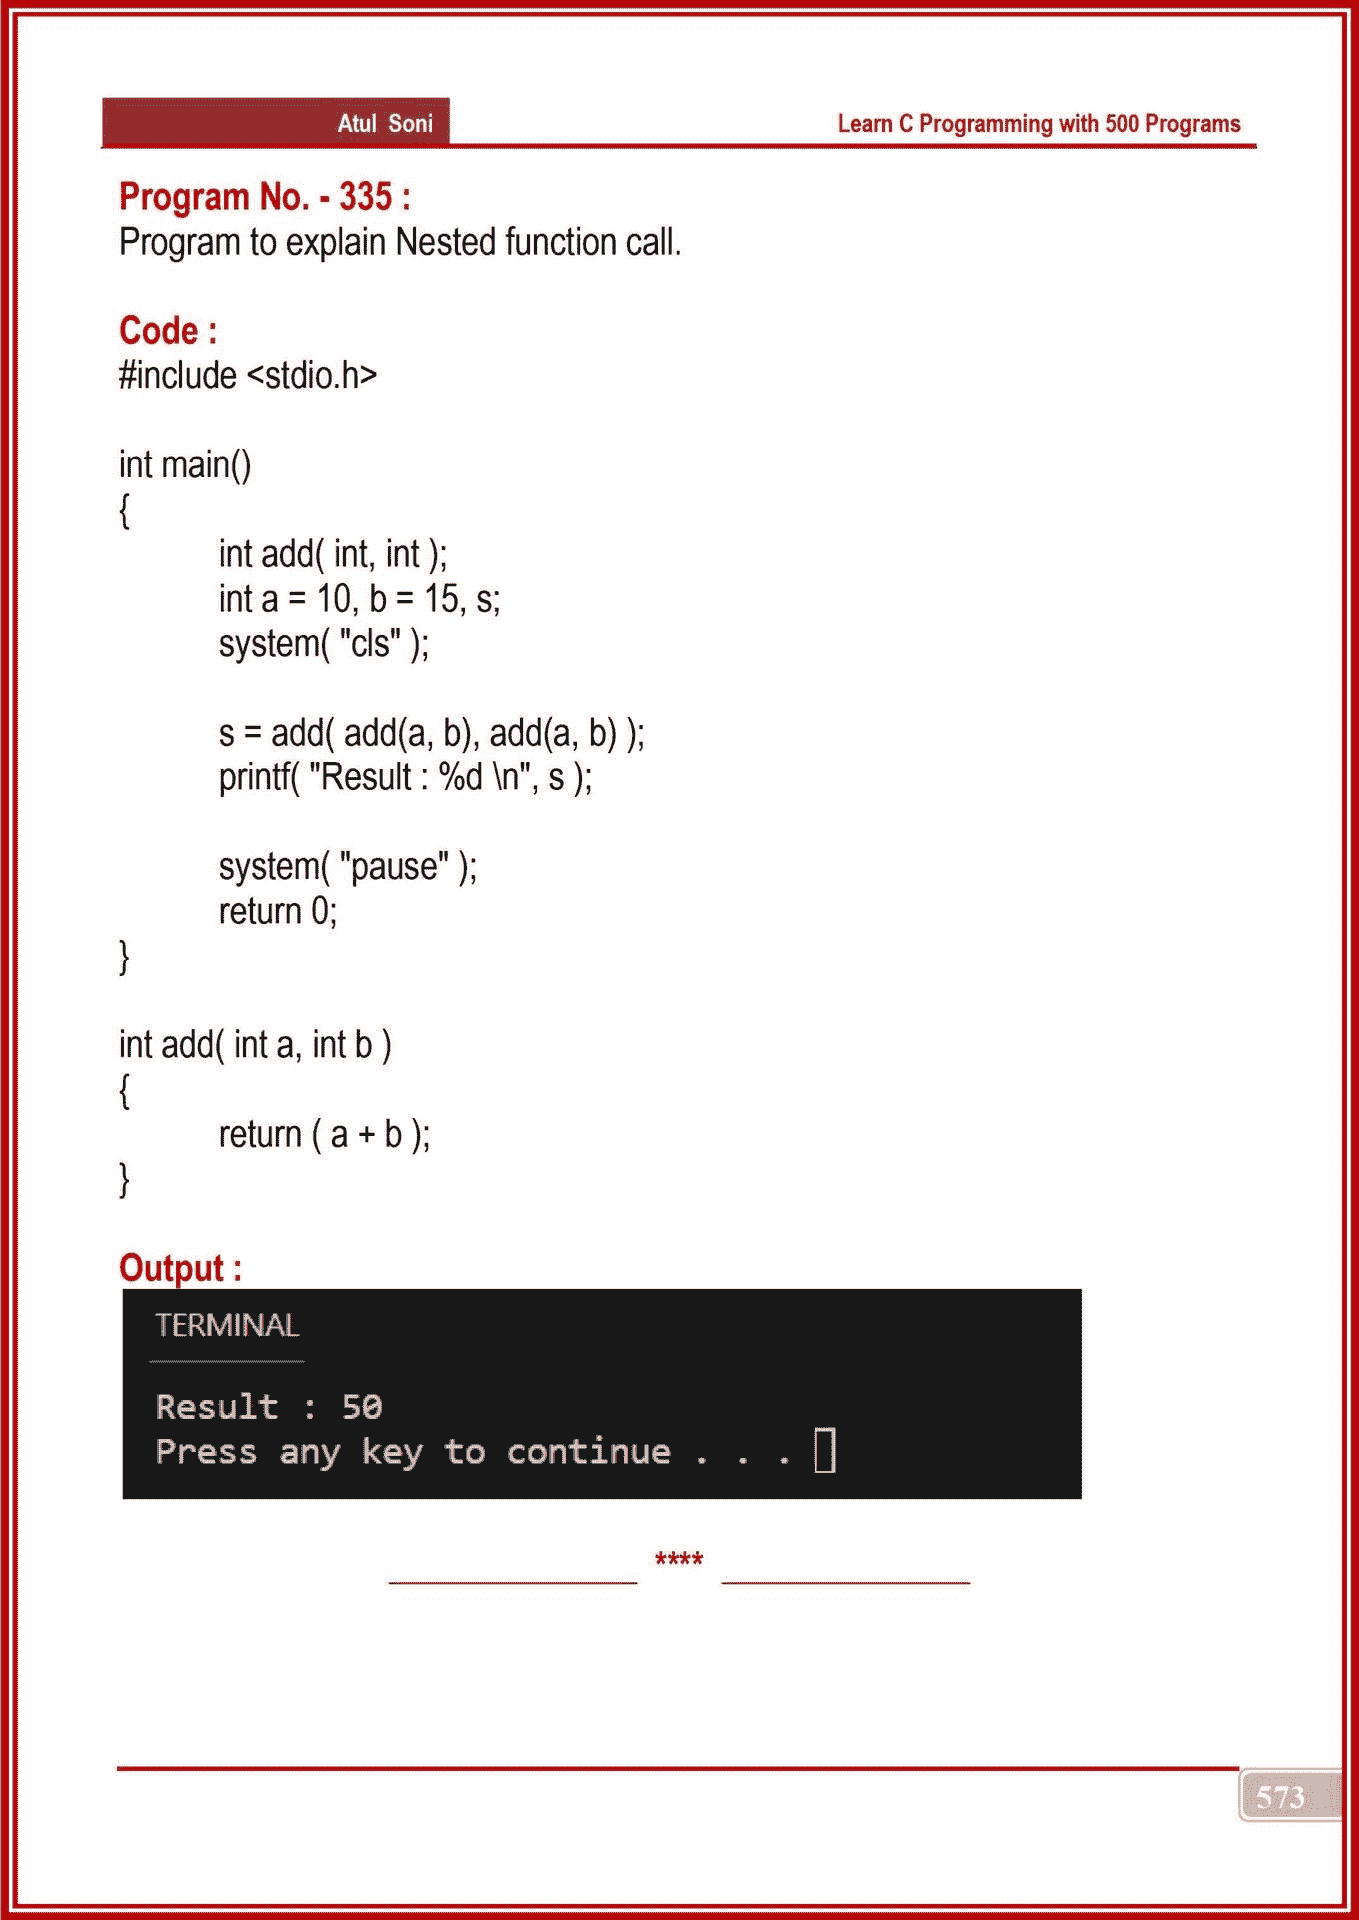 Atul Soni
Learn C Programming with 500 Programs
Program No. - 335 :
Program to explain Nested function call.
Code :
#include <stdio.h>
int main()
{
int add( int, int );
int a = 10, b = 15, s;
system( "cls" );
s = add( add(a, b), add(a, b) );
printf( "Result : %d \n", s );
system( "pause" );
return 0;
}
int add( int a, int b )
{
return ( a + b );
}
Output :
TERMINAL
Result : 50
Press any key to continue . . .
****
573